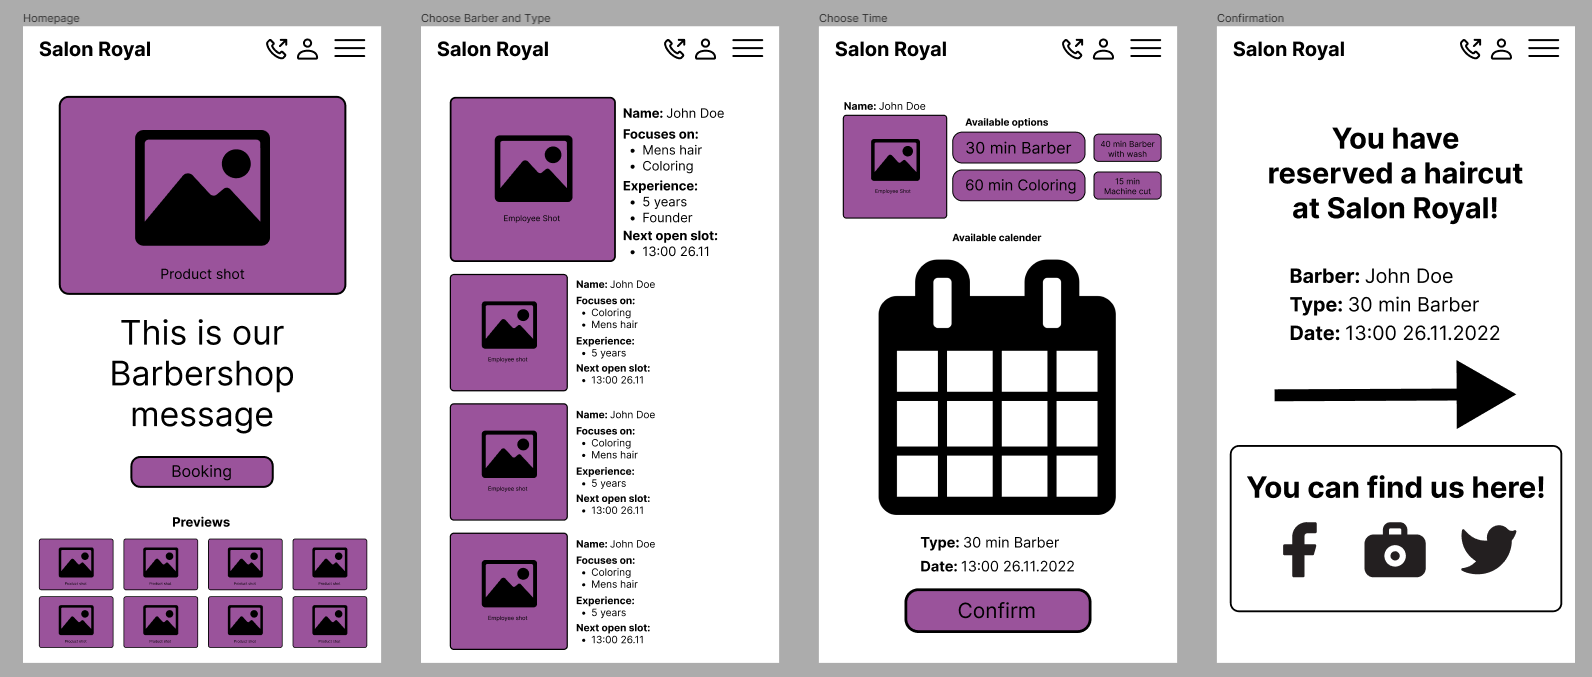 Homepage
Salon Royal
Product shot
This is our
Barbershop
message
Booking
Previews
Product shot
Product shot
Product shot
Product shot
Product shot
Product shot
Product shot
Product shot
Choose Barber and Type
Salon Royal
Employee Shot
Name: John Doe
Focuses on:
• Mens hair
• Coloring
Experience:
• 5 years
• Founder
Next open slot:
• 13:00 26.11
Employee shot
Name: John Doe
Focuses on:
• Coloring
• Mens hair
Experience:
• 5 years
Next open slot:
• 13:00 26.11
Employee shot
Name: John Doe
Focuses on:
• Coloring
• Mens hair
Experience:
• 5 years
Next open slot:
• 13:00 26.11
Employee shot
Name: John Doe
Focuses on:
• Coloring
• Mens hair
Experience:
• 5 years
Next open slot:
• 13:00 26.11
Choose Time
Salon Royal
Name: John Doe
Employee Shot
Available options
30 min Barber
40 min Barber
with wash
60 min Coloring
15 min
Machine cut
Available calender
Type: 30 min Barber
Date: 13:00 26.11.2022
Confirm
Confirmation
Salon Royal
You have
reserved a haircut
at Salon Royal!
Barber: John Doe
Type: 30 min Barber
Date: 13:00 26.11.2022
You can find us here!